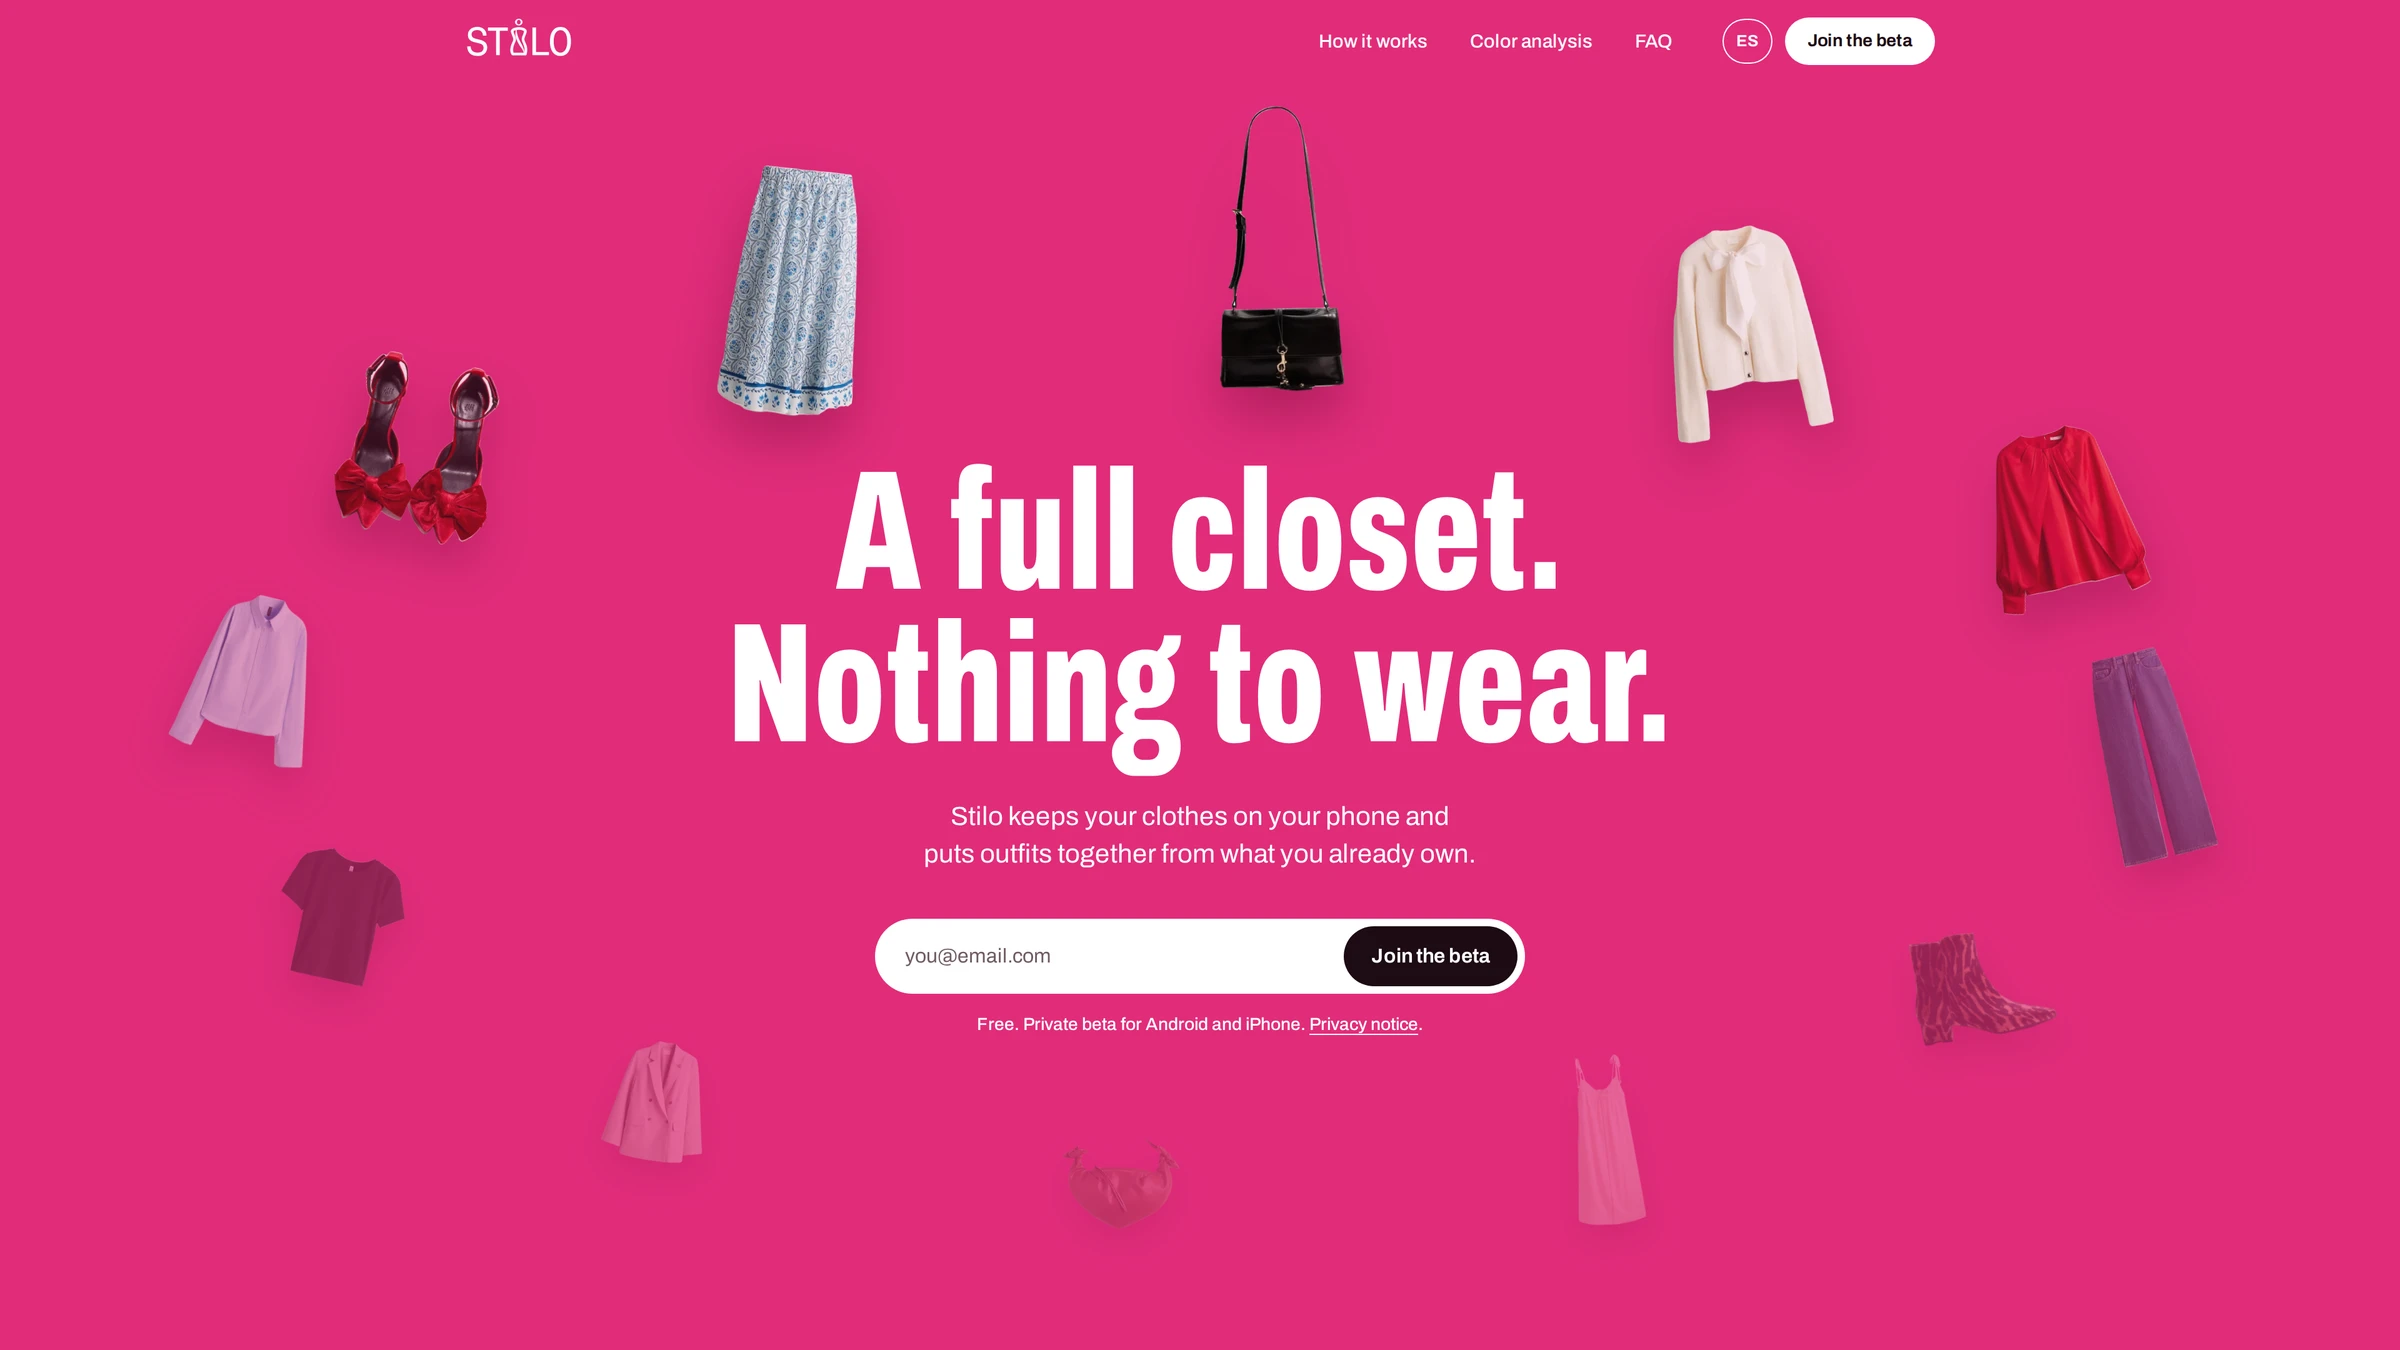 STILO
How it works
Color analysis
FAQ
ES
Join the beta
A full closet.
Nothing to wear.
Stilo keeps your clothes on your phone and
puts outfits together from what you already own.
you@email.com
Join the beta
Free. Private beta for Android and iPhone. Privacy notice.